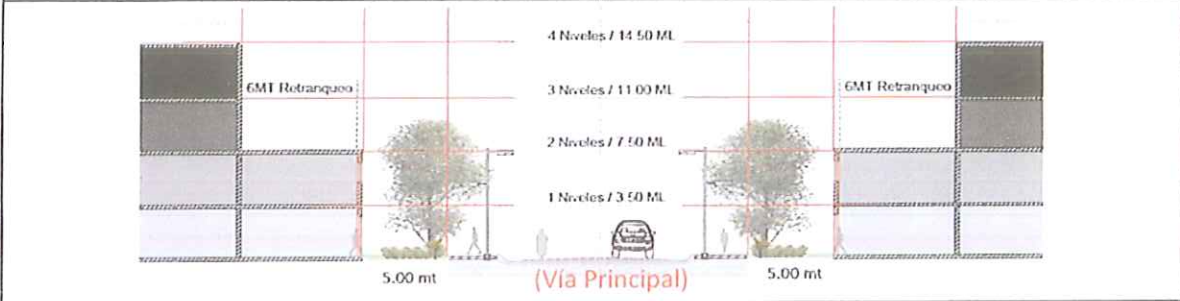 4 Niveles / 14.50 ML
6MT Retranqueo
6MT Retranqueo
3 Niveles / 11.00 ML
2 Niveles / 7.50 ML
1 Niveles / 3.50 ML
5.00 mt
(Vía Principal)
5.00 mt